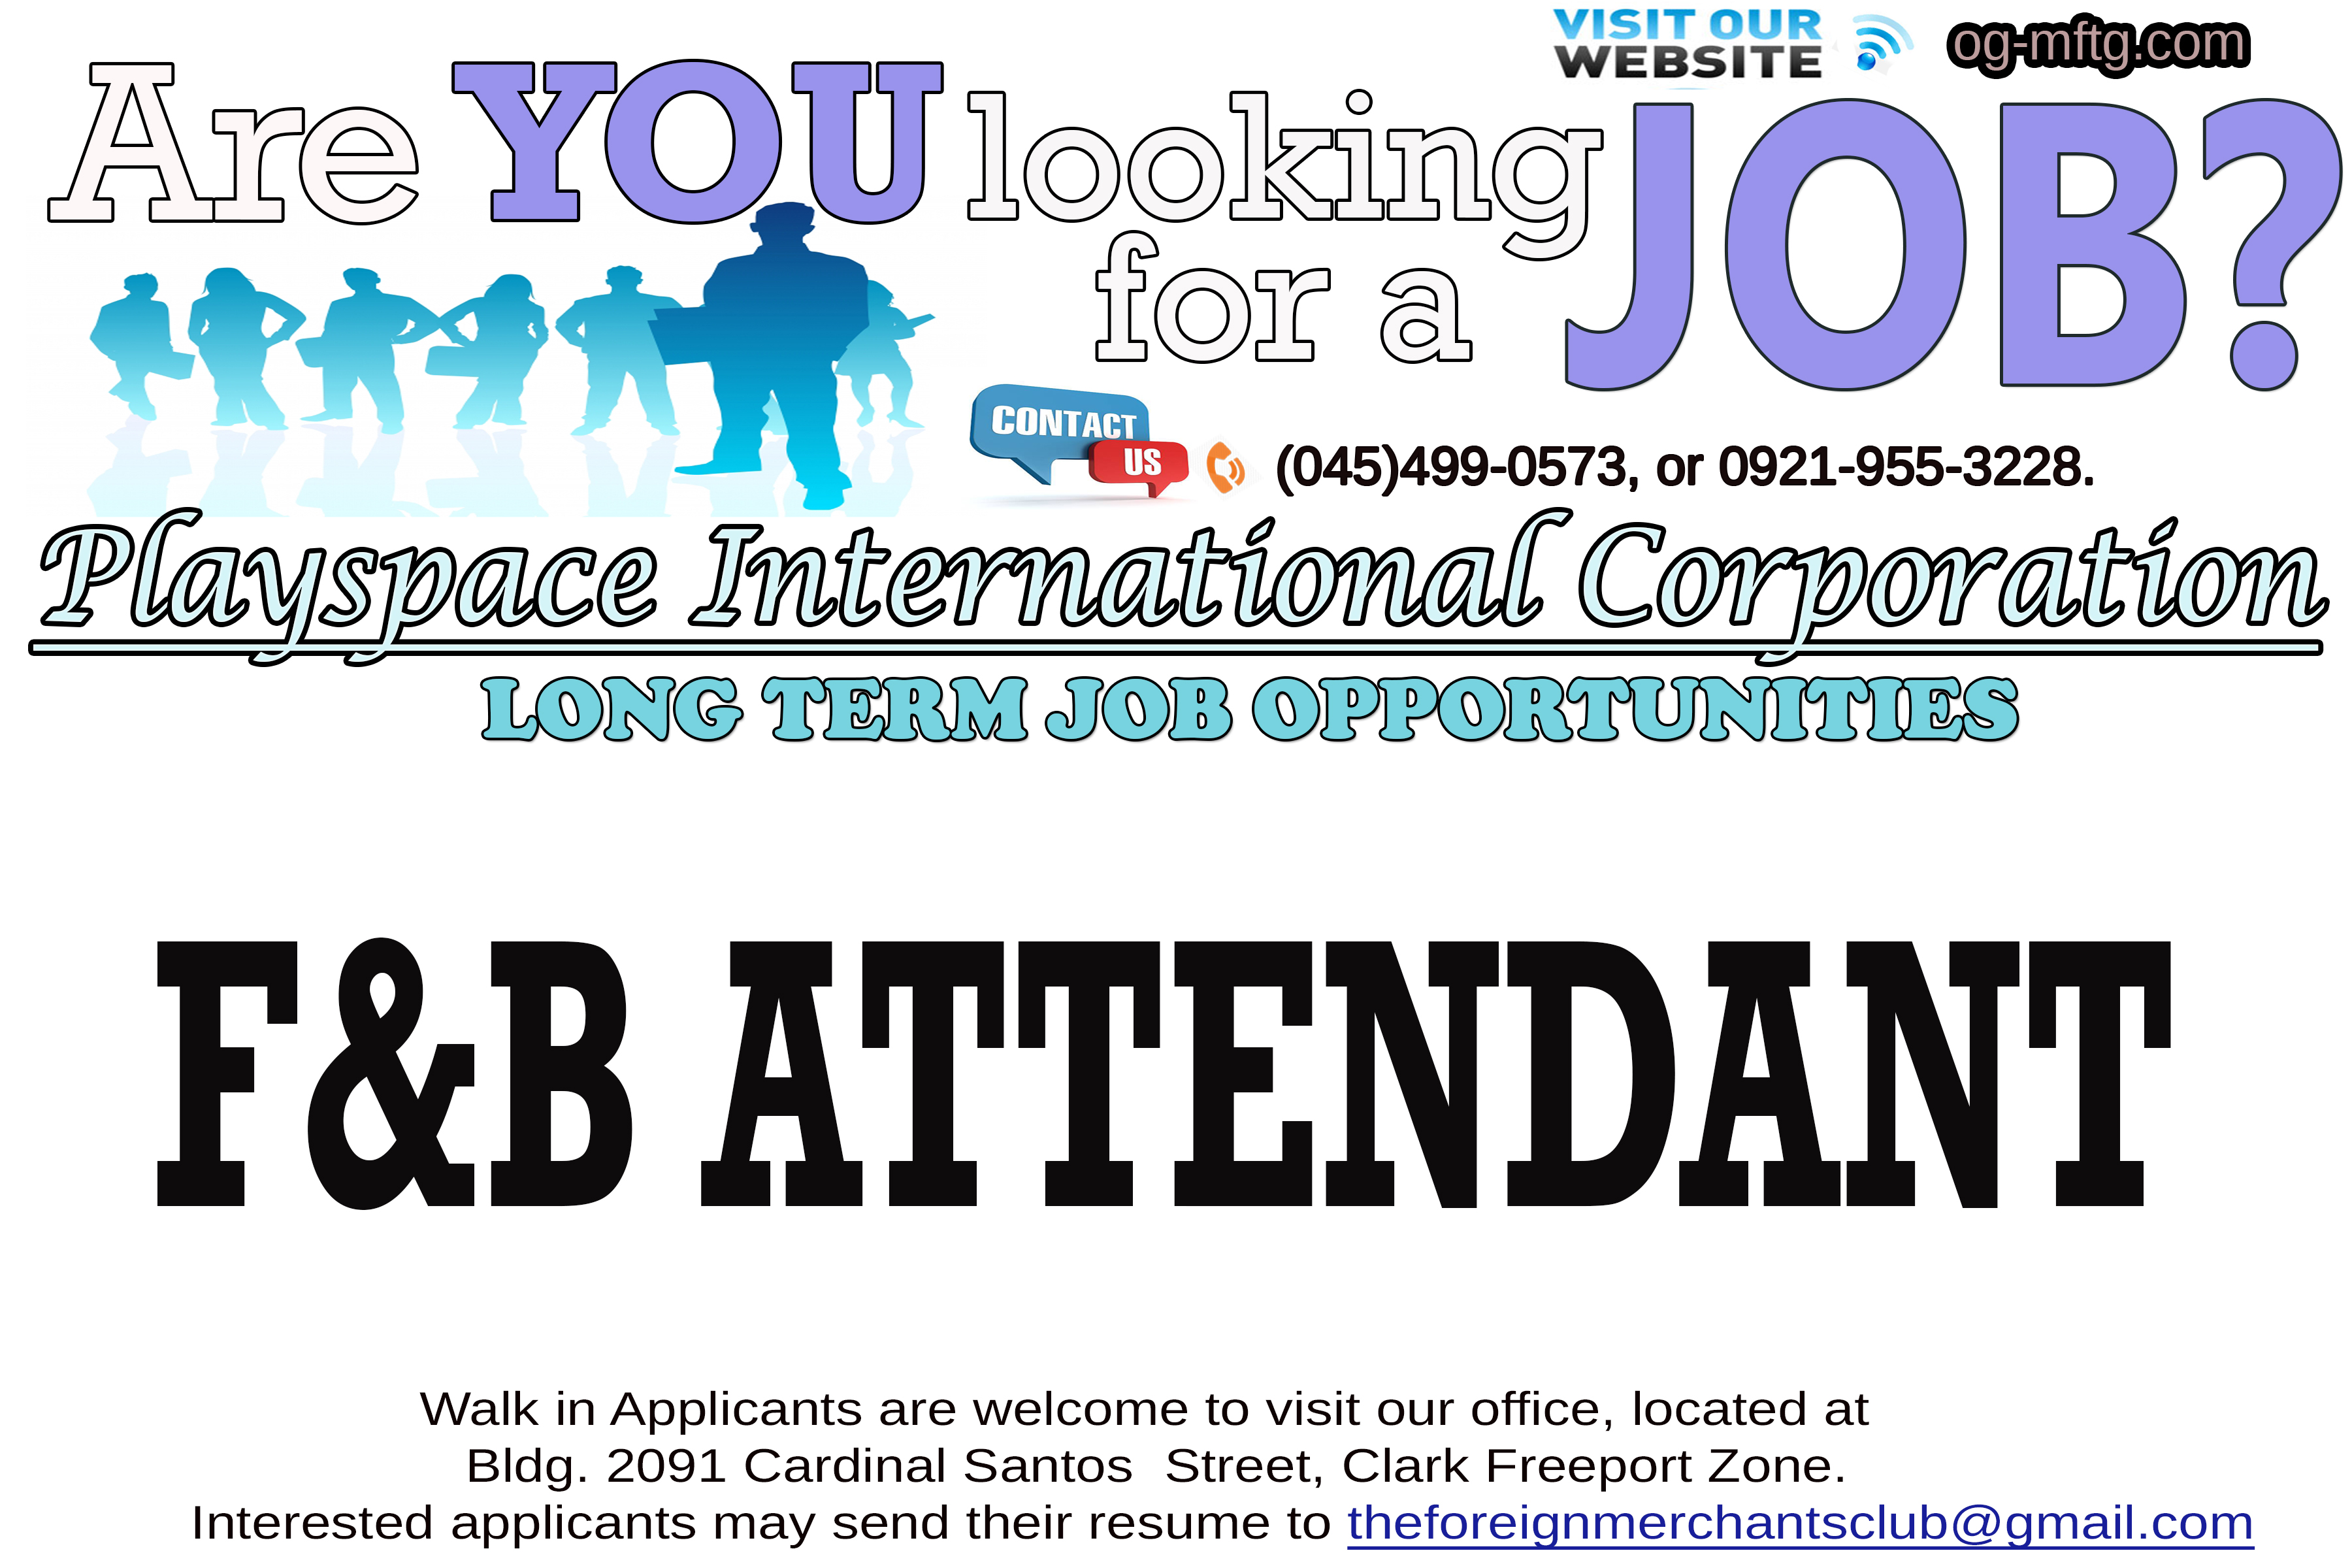 VISIT OUR
WEBSITE
og-mftg.com
Are YOU looking
for a
JOB?
CONTACT
US
(045)499-0573, or 0921-955-3228.
Playspace International Corporation
LONG TERM JOB OPPORTUNITIES
F&B ATTENDANT
Walk in Applicants are welcome to visit our office, located at
Bldg. 2091 Cardinal Santos  Street, Clark Freeport Zone.
Interested applicants may send their resume to theforeignmerchantsclub@gmail.com